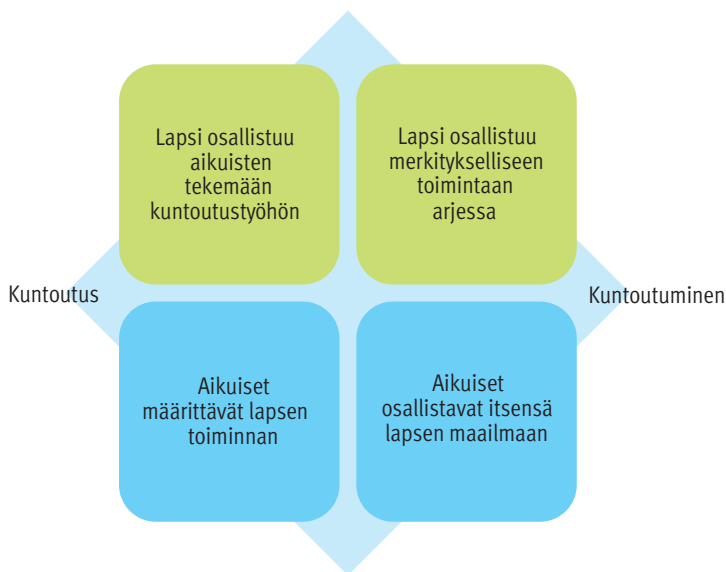 Lapsi osallistuu
aikuisten
tekemään
kuntoutustyöhön
Lapsi osallistuu
merkitykselliseen
toimintaan
arjessa
Kuntoutus
Kuntoutuminen
Aikuiset
määrittävät lapsen
toiminnan
Aikuiset
osallistavat itsensä
lapsen maailmaan